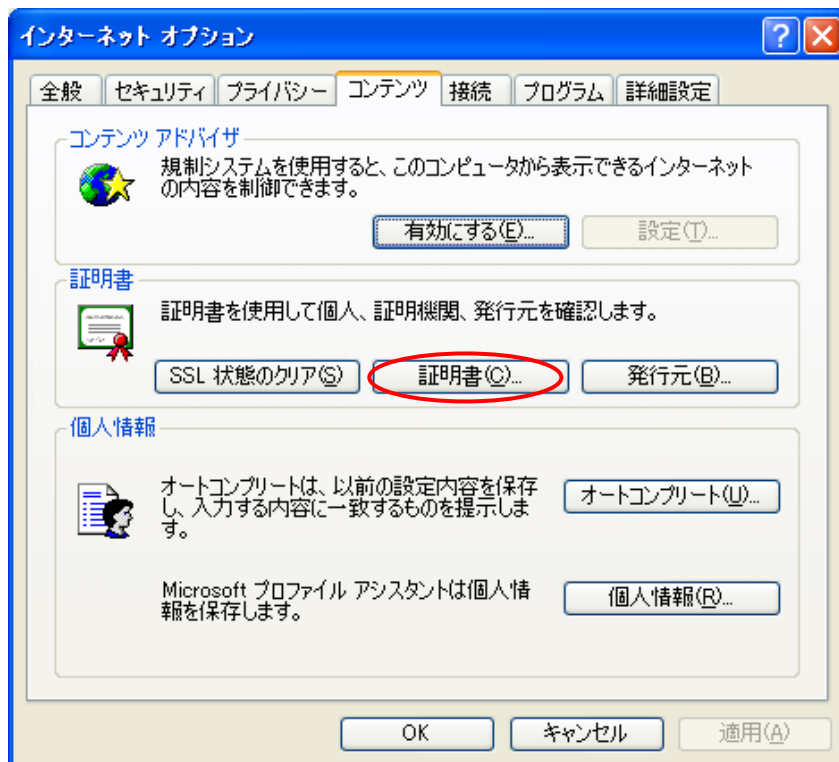 インターネット オプション
全般 セキュリティ プライバシー コンテンツ 接続 プログラム 詳細設定
コンテンツ アドバイザ
規制システムを使用すると、このコンピュータから表示できるインターネット
の内容を制御できます。
有効にする(E)... 設定(T)...
証明書
証明書を使用して個人、証明機関、発行元を確認します。
SSL 状態のクリア(S) 証明書(C)... 発行元(B)...
個人情報
オートコンプリートは、以前の設定内容を保存
し、入力する内容に一致するものを提示しま
す。
オートコンプリート(U)...
Microsoft プロファイル アシスタントは個人情
報を保存します。
個人情報(R)...
OK キャンセル 適用(A)